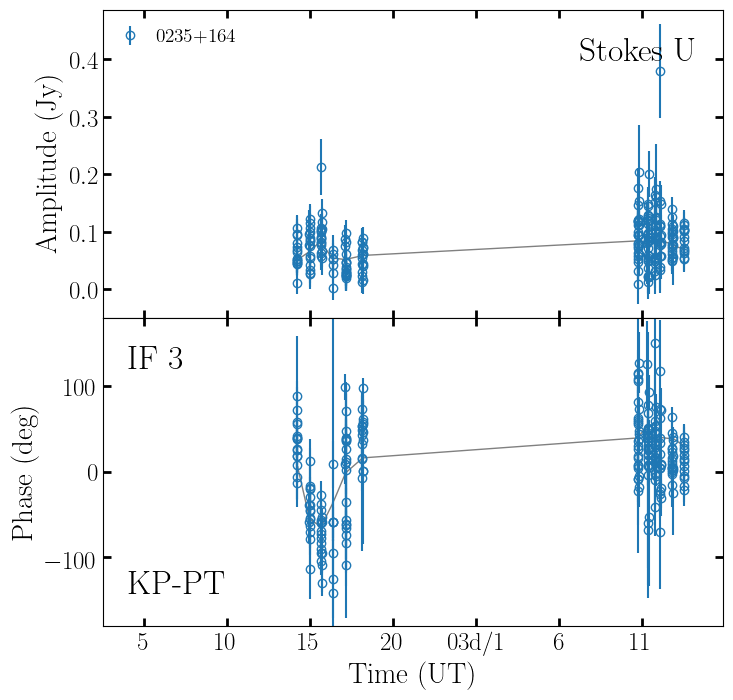 0235+164
Stokes U
Amplitude (Jy)
0.4
0.3
0.2
0.1
0.0
IF 3
KP-PT
Phase (deg)
100
0
−100
5 10 15 20 03d/1 6 11
Time (UT)